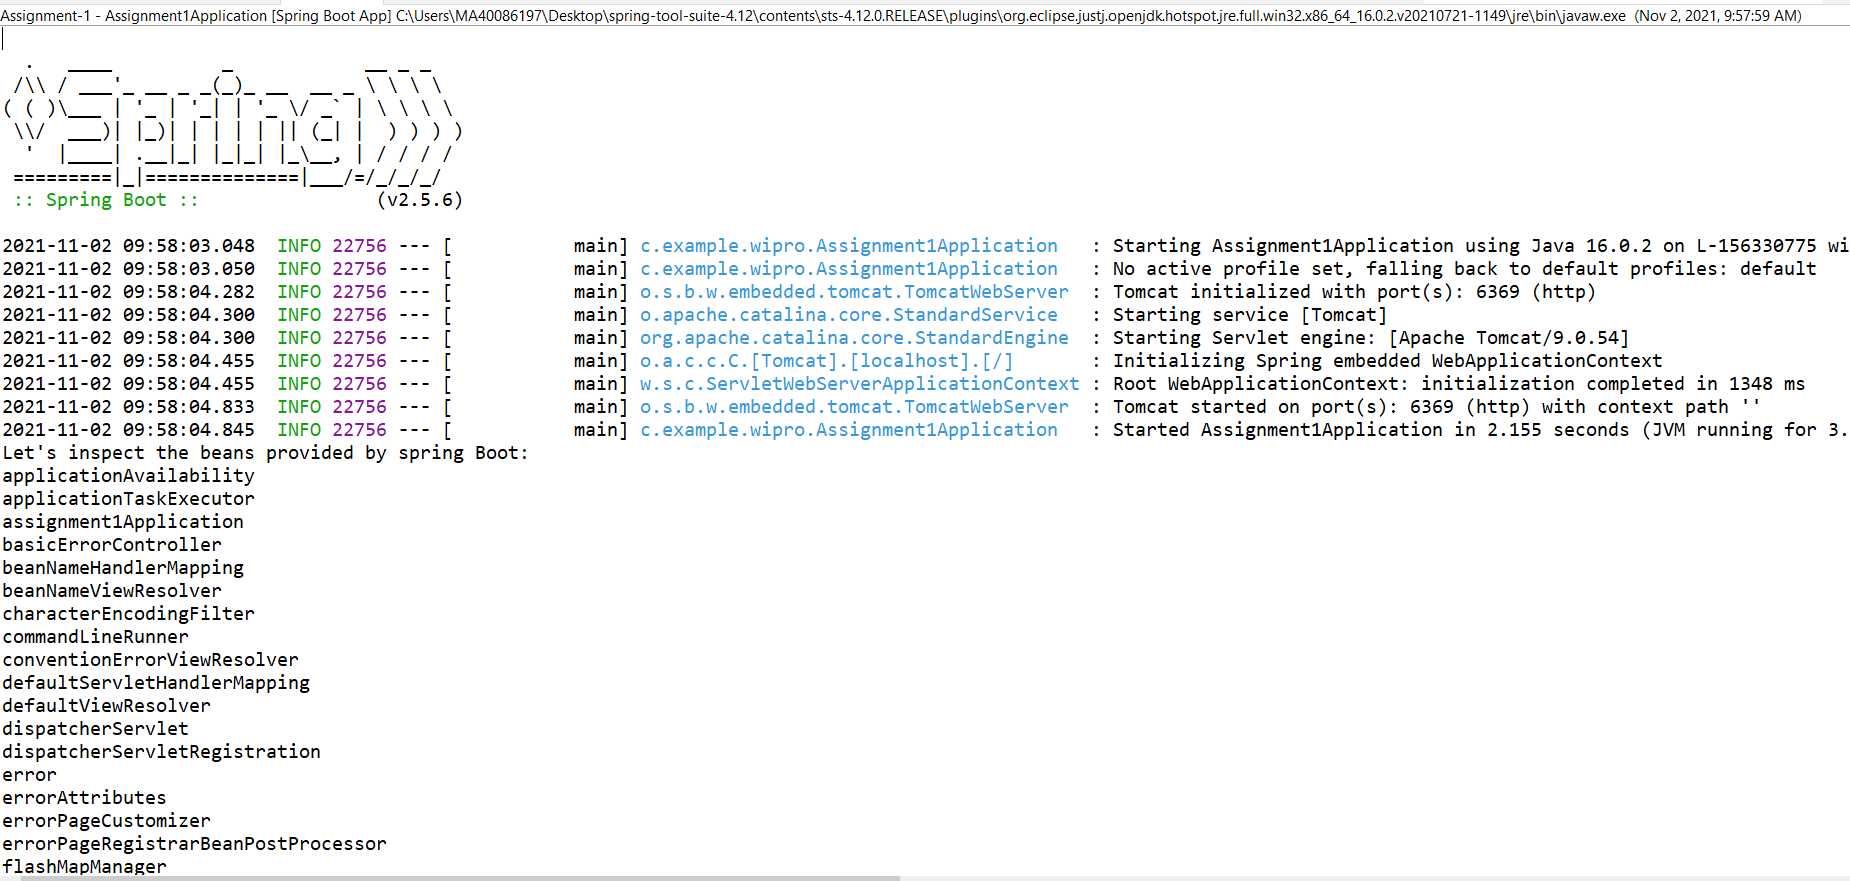 Assignment-1 - Assignment1Application [Spring Boot App] C:\Users\MA40086197\Desktop\spring-tool-suite-4.12\contents\sts-4.12.0.RELEASE\plugins\org.eclipse.justj.openjdk.hotspot.jre.full.win32.x86_64_16.0.2.v20210721-1149\jre\bin\javaw.exe (Nov 2, 2021, 9:57:59 AM)
  .   ____          _            __ _ _
 /\\ / ___'_ __ _ _(_)_ __  __ _ \ \ \ \
( ( )\___ | '_ | '_| | '_ \/ _` | \ \ \ \
 \\/  ___)| |_)| | | | | || (_| |  ) ) ) )
  '  |____| .__|_| |_|_| |_\__, | / / / /
 =========|_|==============|___/=/_/_/_/
 :: Spring Boot ::                (v2.5.6)
2021-11-02 09:58:03.048  INFO 22756 --- [           main] c.example.wipro.Assignment1Application   : Starting Assignment1Application using Java 16.0.2 on L-156330775 wi
2021-11-02 09:58:03.050  INFO 22756 --- [           main] c.example.wipro.Assignment1Application   : No active profile set, falling back to default profiles: default
2021-11-02 09:58:04.282  INFO 22756 --- [           main] o.s.b.w.embedded.tomcat.TomcatWebServer  : Tomcat initialized with port(s): 6369 (http)
2021-11-02 09:58:04.300  INFO 22756 --- [           main] o.apache.catalina.core.StandardService   : Starting service [Tomcat]
2021-11-02 09:58:04.300  INFO 22756 --- [           main] org.apache.catalina.core.StandardEngine  : Starting Servlet engine: [Apache Tomcat/9.0.54]
2021-11-02 09:58:04.455  INFO 22756 --- [           main] o.a.c.c.C.[Tomcat].[localhost].[/]       : Initializing Spring embedded WebApplicationContext
2021-11-02 09:58:04.455  INFO 22756 --- [           main] w.s.c.ServletWebServerApplicationContext : Root WebApplicationContext: initialization completed in 1348 ms
2021-11-02 09:58:04.833  INFO 22756 --- [           main] o.s.b.w.embedded.tomcat.TomcatWebServer  : Tomcat started on port(s): 6369 (http) with context path ''
2021-11-02 09:58:04.845  INFO 22756 --- [           main] c.example.wipro.Assignment1Application   : Started Assignment1Application in 2.155 seconds (JVM running for 3.
Let's inspect the beans provided by spring Boot:
applicationAvailability
applicationTaskExecutor
assignment1Application
basicErrorController
beanNameHandlerMapping
beanNameViewResolver
characterEncodingFilter
commandLineRunner
conventionErrorViewResolver
defaultServletHandlerMapping
defaultViewResolver
dispatcherServlet
dispatcherServletRegistration
error
errorAttributes
errorPageCustomizer
errorPageRegistrarBeanPostProcessor
flashMapManager